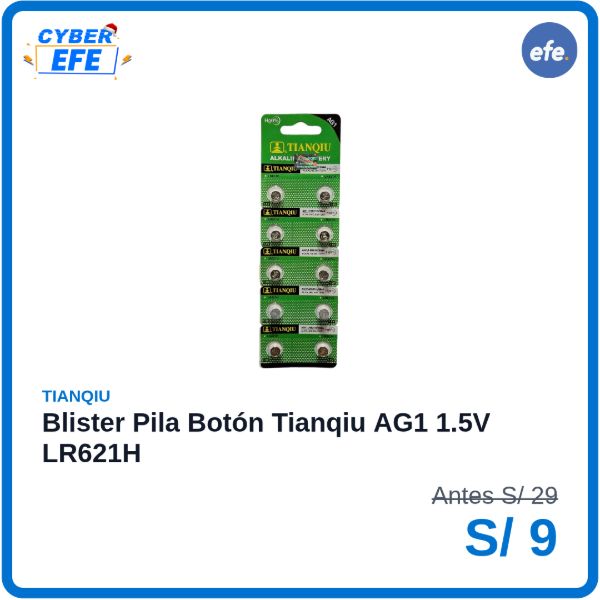 CYBER
EFE
efe.
AG1
TIANQIU
TIANQIU
TIANQIU
TIANQIU
TIANQIU
TIANQIU
TIANQIU
Blister Pila Botón Tianqiu AG1 1.5V
LR621H
Antes S/ 29
S/ 9